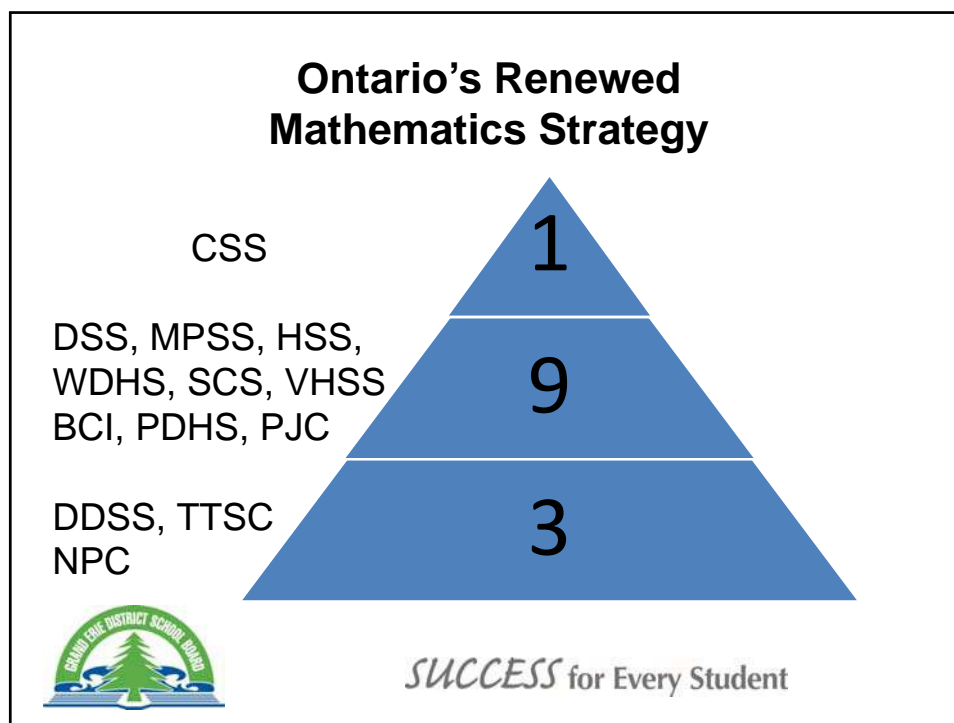 Ontario's Renewed
Mathematics Strategy
CSS
1
DSS, MPSS, HSS,
WDHS, SCS, VHSS
BCI, PDHS, PJC
9
DDSS, TTSC
NPC
3
GRAND ERIE DISTRICT SCHOOL BOARD
SUCCESS for Every Student